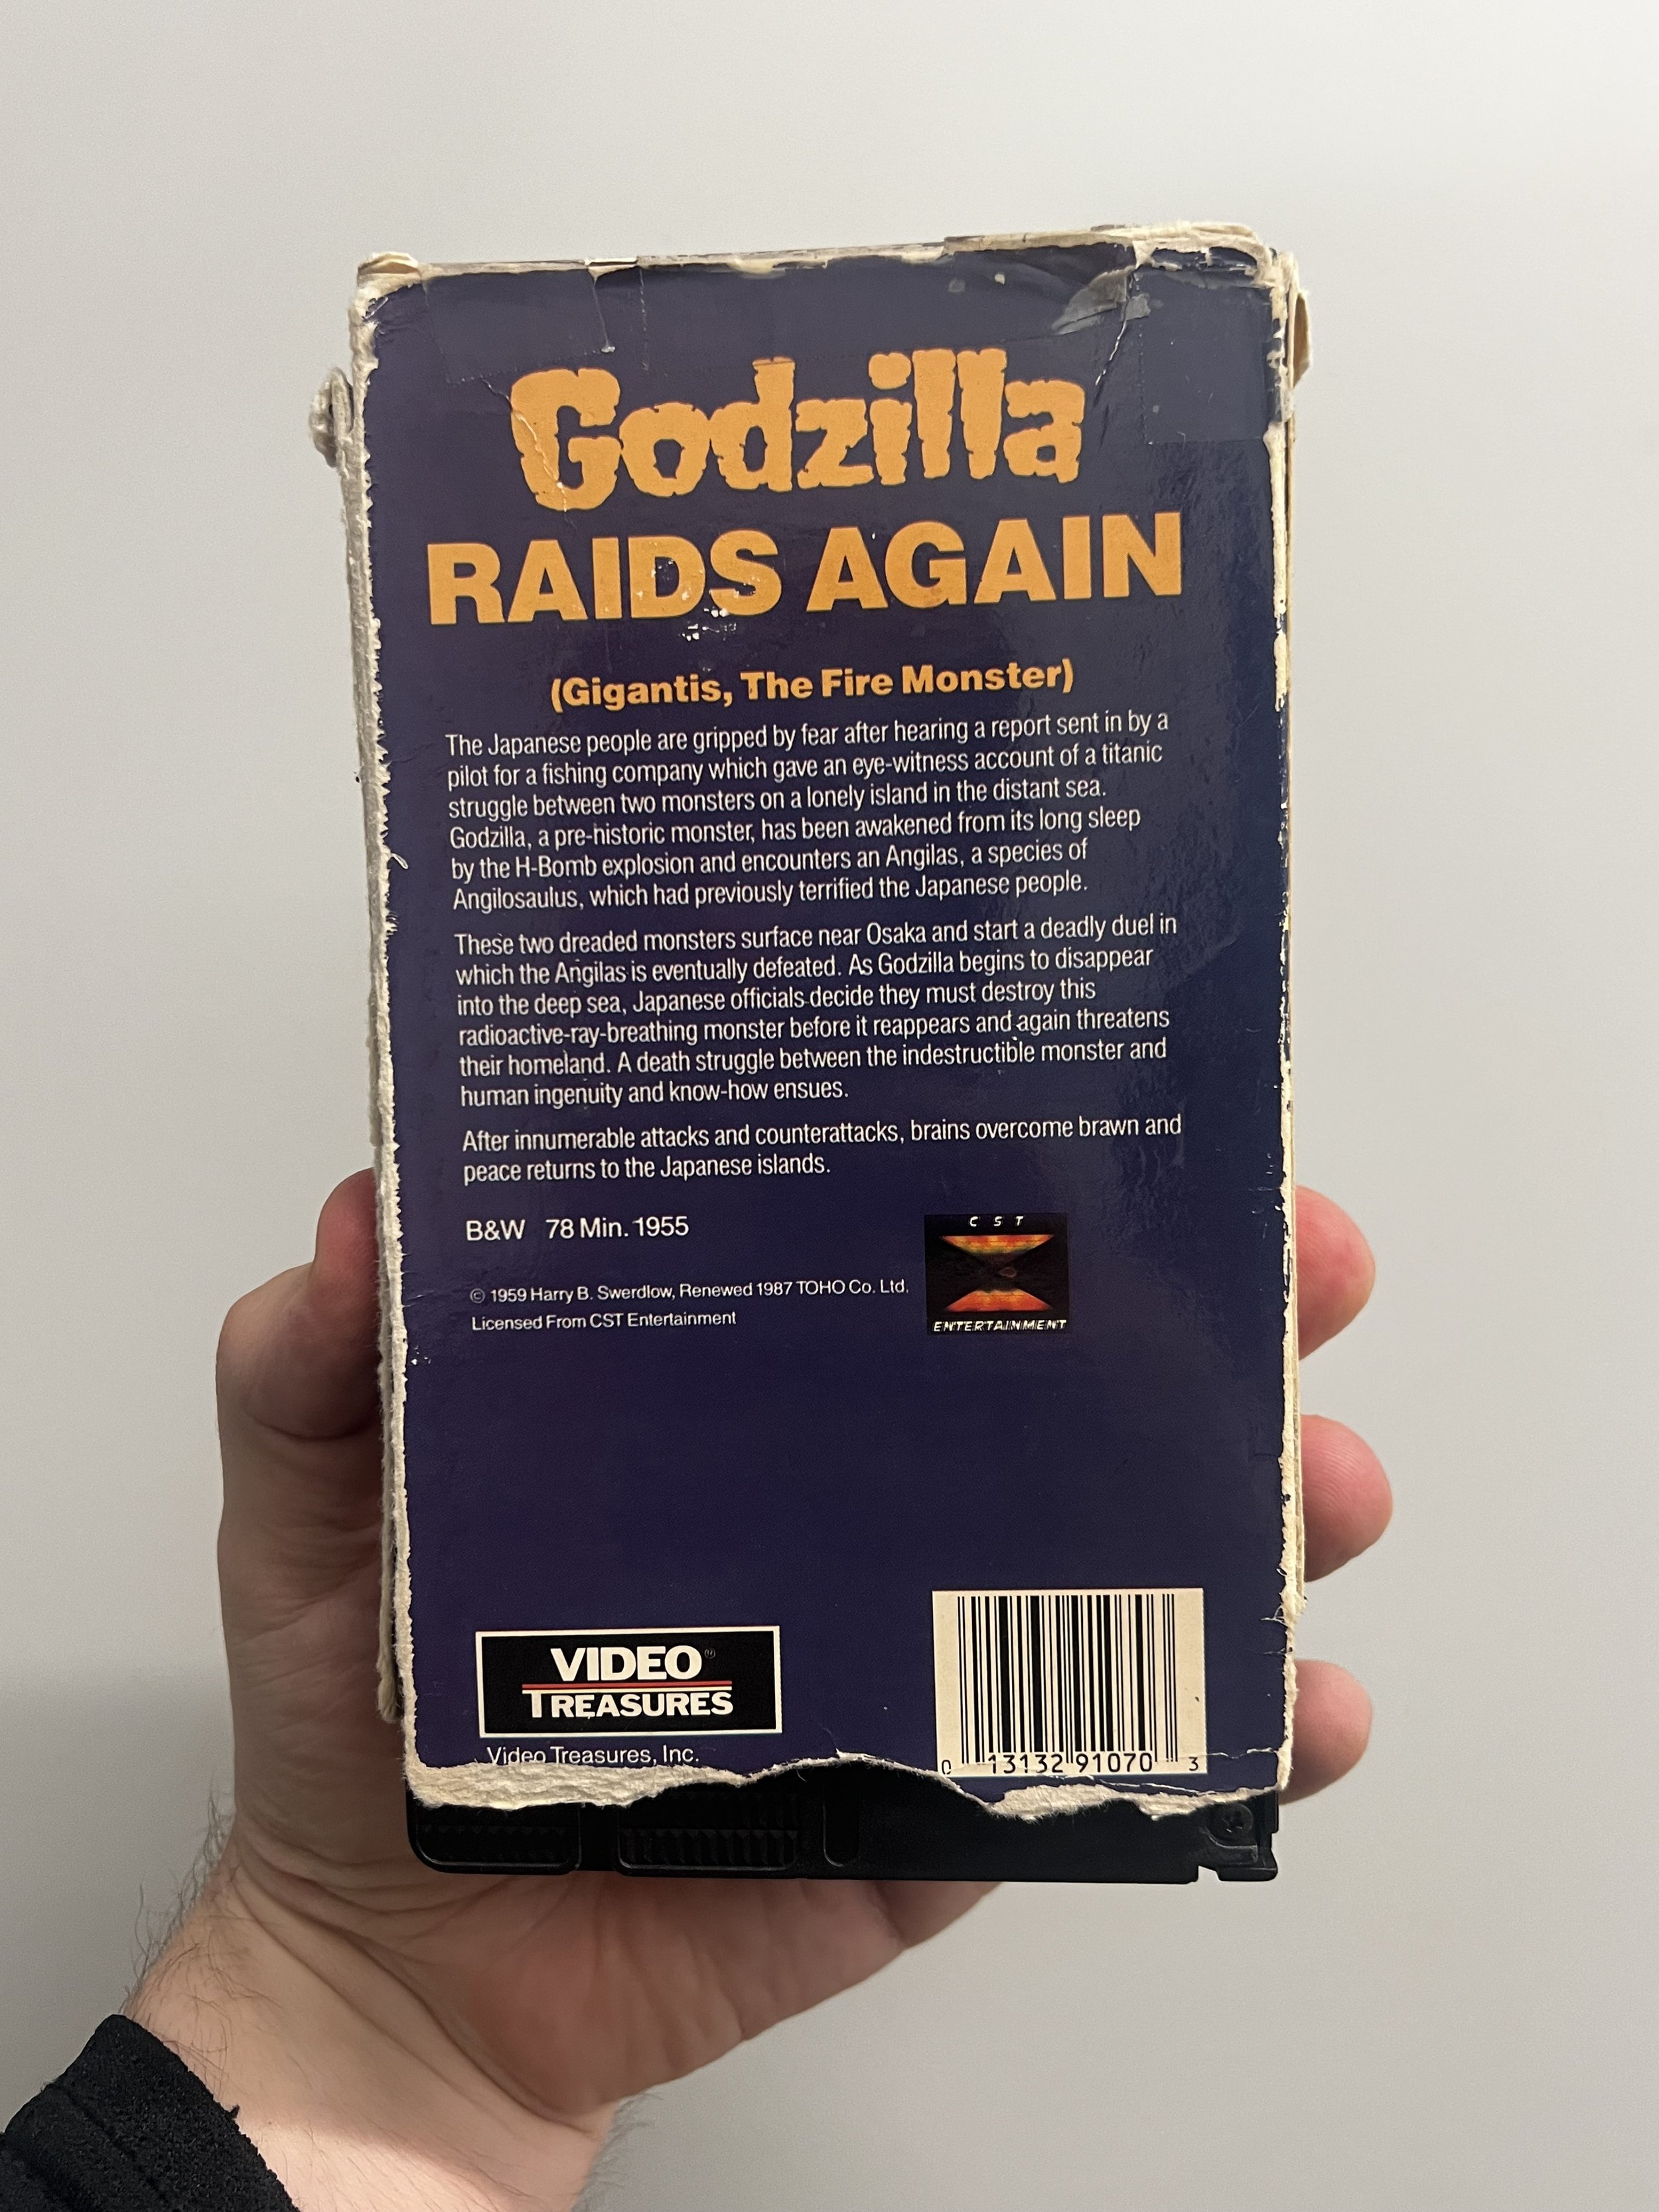 Godzilla
RAIDS AGAIN
(Gigantis, The Fire Monster)
The Japanese people are gripped by fear after hearing a report sent in by a
pilot for a fishing company which gave an eye-witness account of a titanic
struggle between two monsters on a lonely island in the distant sea.
Godzilla, a pre-historic monster, has been awakened from its long sleep
by the H-Bomb explosion and encounters an Angilas, a species of
Angilosaulus, which had previously terrified the Japanese people.
These two dreaded monsters surface near Osaka and start a deadly duel in
which the Angilas is eventually defeated. As Godzilla begins to disappear
into the deep sea, Japanese officials decide they must destroy this
radioactive-ray-breathing monster before it reappears and again threatens
their homeland. A death struggle between the indestructible monster and
human ingenuity and know-how ensues.
After innumerable attacks and counterattacks, brains overcome brawn and
peace returns to the Japanese islands.
B&W 78 Min. 1955
© 1959 Harry B. Swerdlow, Renewed 1987 TOHO Co. Ltd.
Licensed From CST Entertainment
CST
ENTERTAINMENT
VIDEO ®
TREASURES
Video Treasures, Inc.
0 13132 91070 3